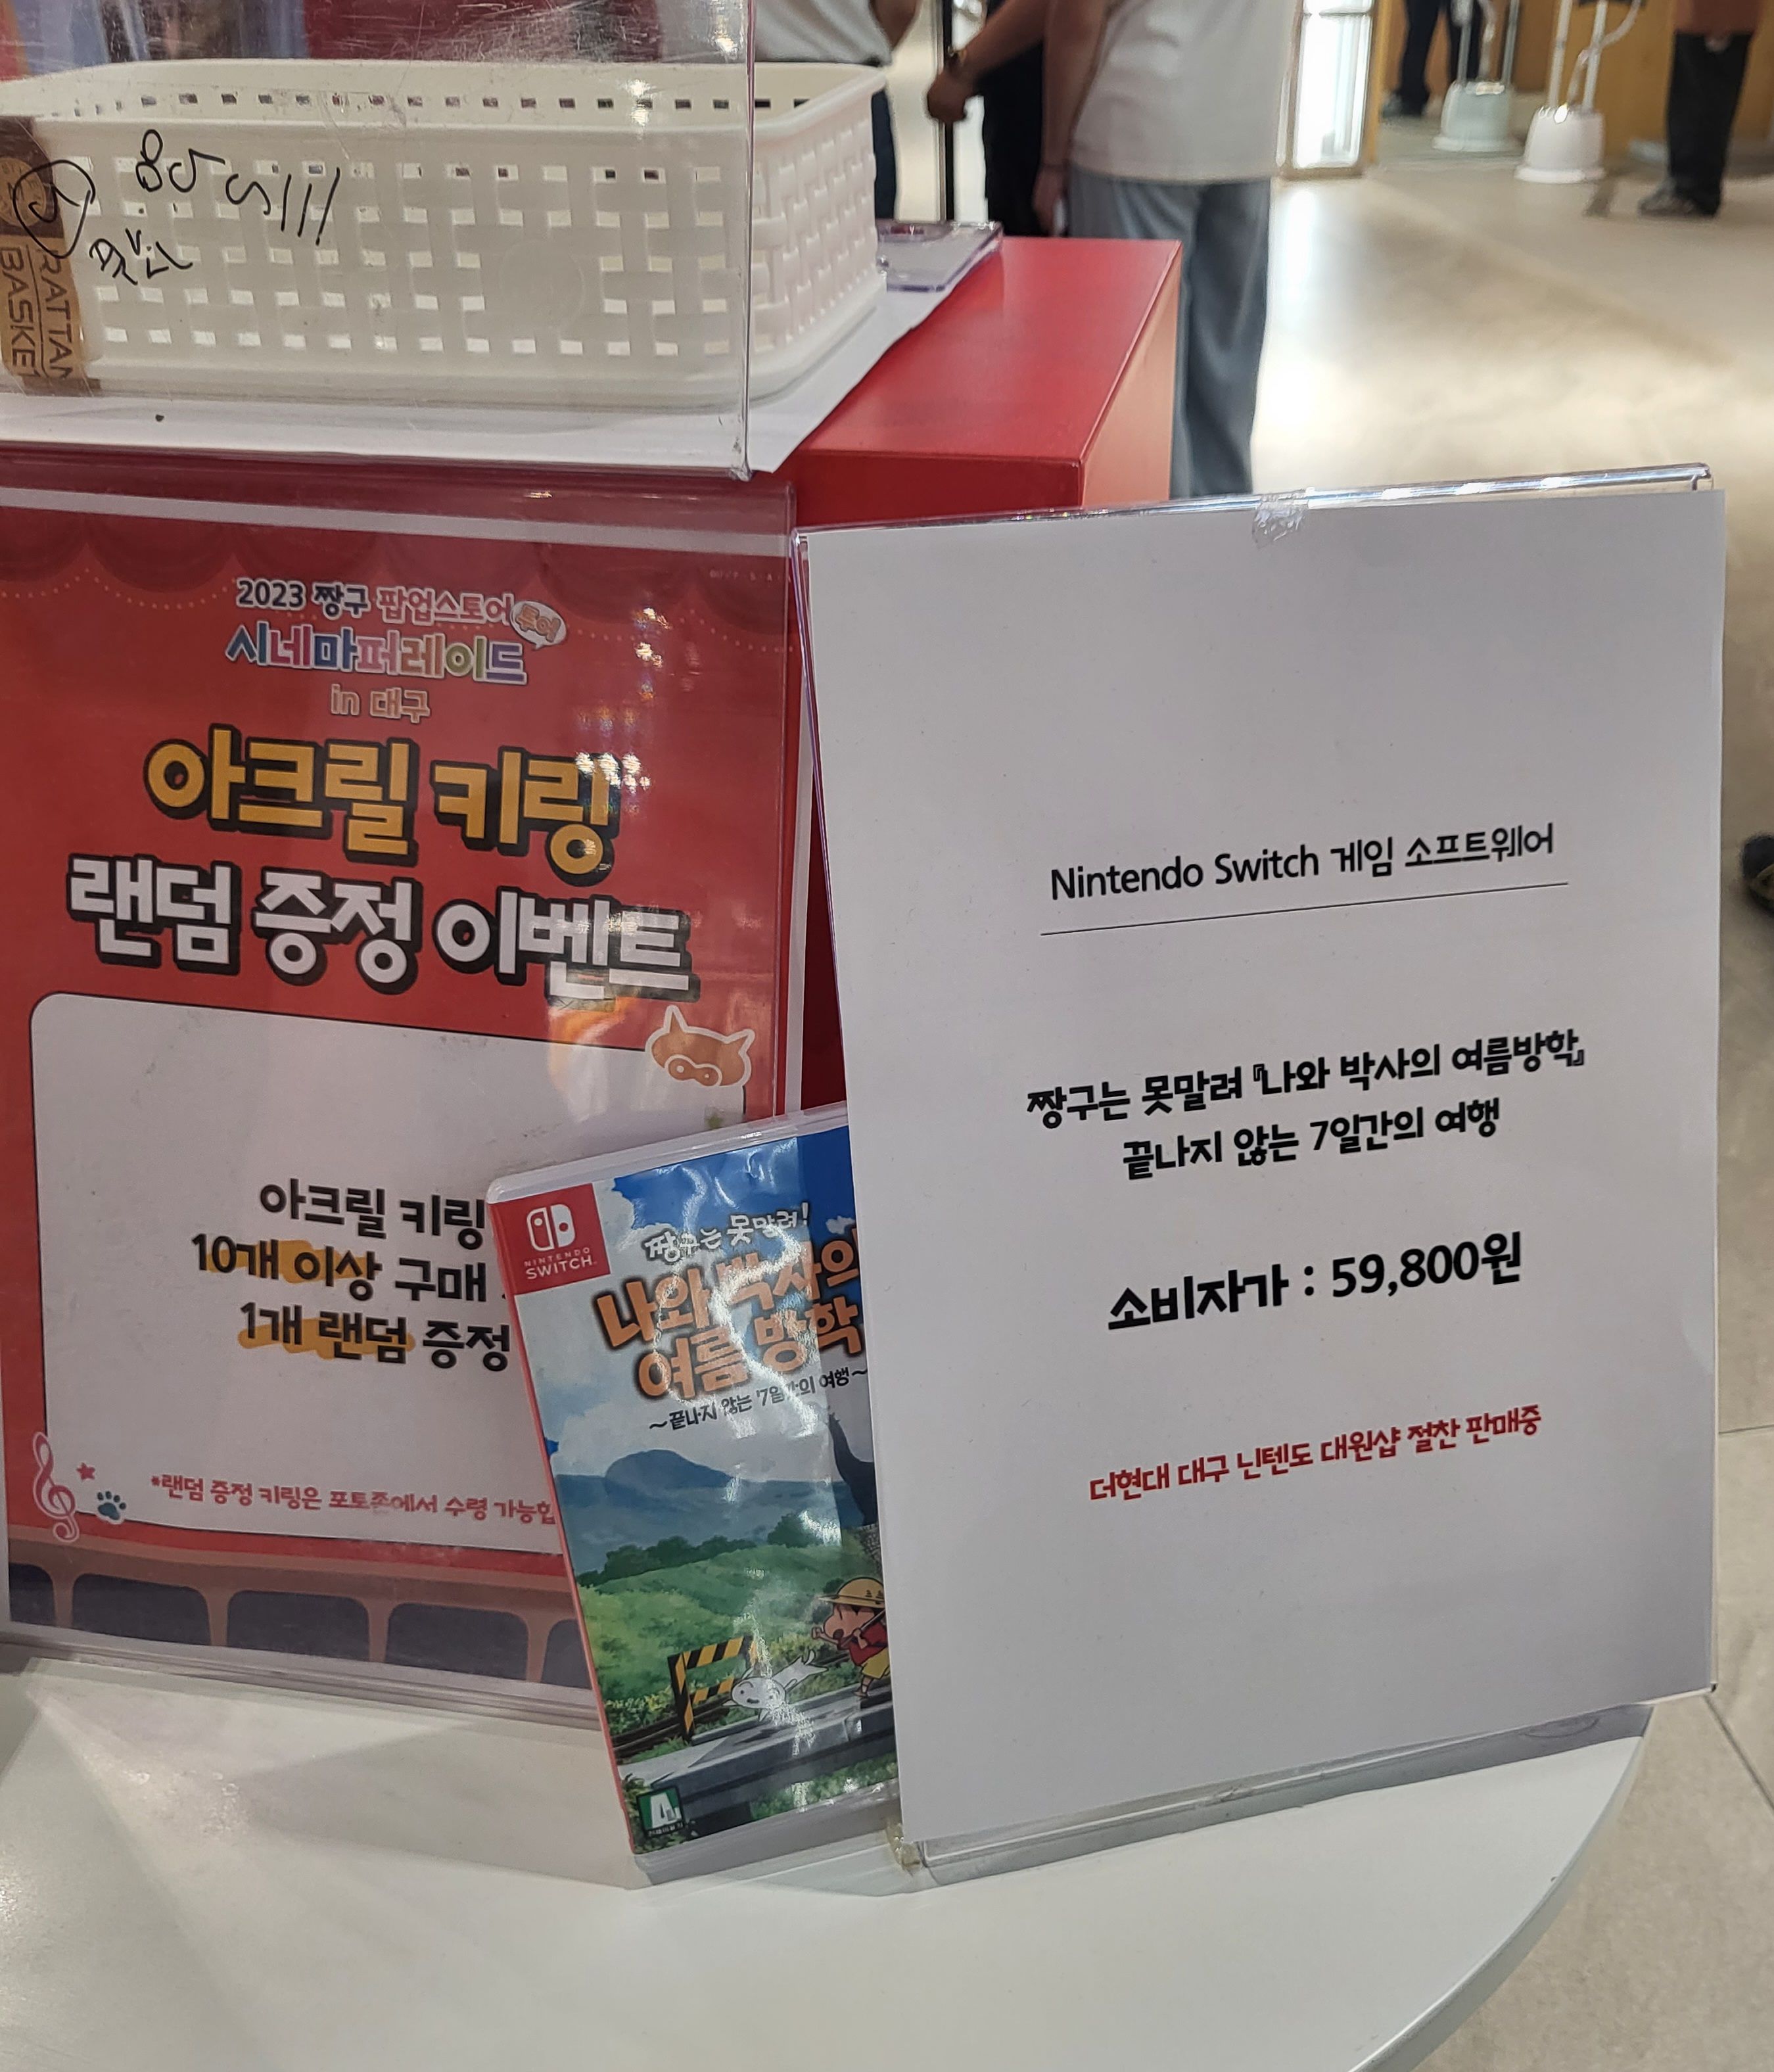 RATTAN
BASKE
2023 짱구 팝업스토어 투어
시네마퍼레이드
in 대구
아크릴 키링
랜덤 증정 이벤트
아크릴 키링
10개 이상 구매
1개 랜덤 증정
*랜덤 증정 키링은 포토존에서 수령 가능합
NINTENDO
SWITCH
짱구는 못말려!
나와 박사의
여름 방학
~끝나지 않는 7일간의 여행~
Nintendo Switch 게임 소프트웨어
짱구는 못말려 『나와 박사의 여름방학』
끝나지 않는 7일간의 여행
소비자가 : 59,800원
더현대 대구 닌텐도 대원샵 절찬 판매중